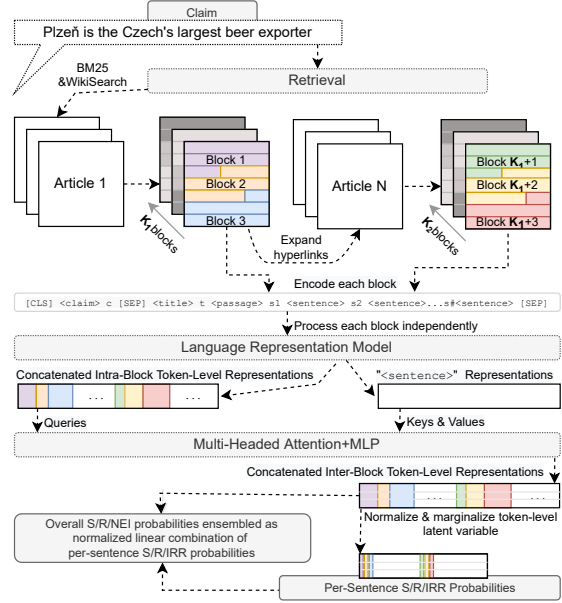 Claim
Plzeň is the Czech's largest beer exporter
BM25
&WikiSearch
Retrieval
Article 1
Block 1
Block 2
Block 3
K1 blocks
Expand
hyperlinks
Article N
Block K1+1
Block K1+2
Block K1+3
K2 blocks
Encode each block
[CLS] <claim> c [SEP] <title> t <passage> s1 <sentence> s2 <sentence>...s#<sentence> [SEP]
Process each block independently
Language Representation Model
Concatenated Intra-Block Token-Level Representations
"<sentence>" Representations
... ...
Queries
Keys & Values
Multi-Headed Attention+MLP
Concatenated Inter-Block Token-Level Representations
... ...
Normalize & marginalize token-level
latent variable
Overall S/R/NEI probabilities ensembled as
normalized linear combination of
per-sentence S/R/IRR probabilities
Per-Sentence S/R/IRR Probabilities